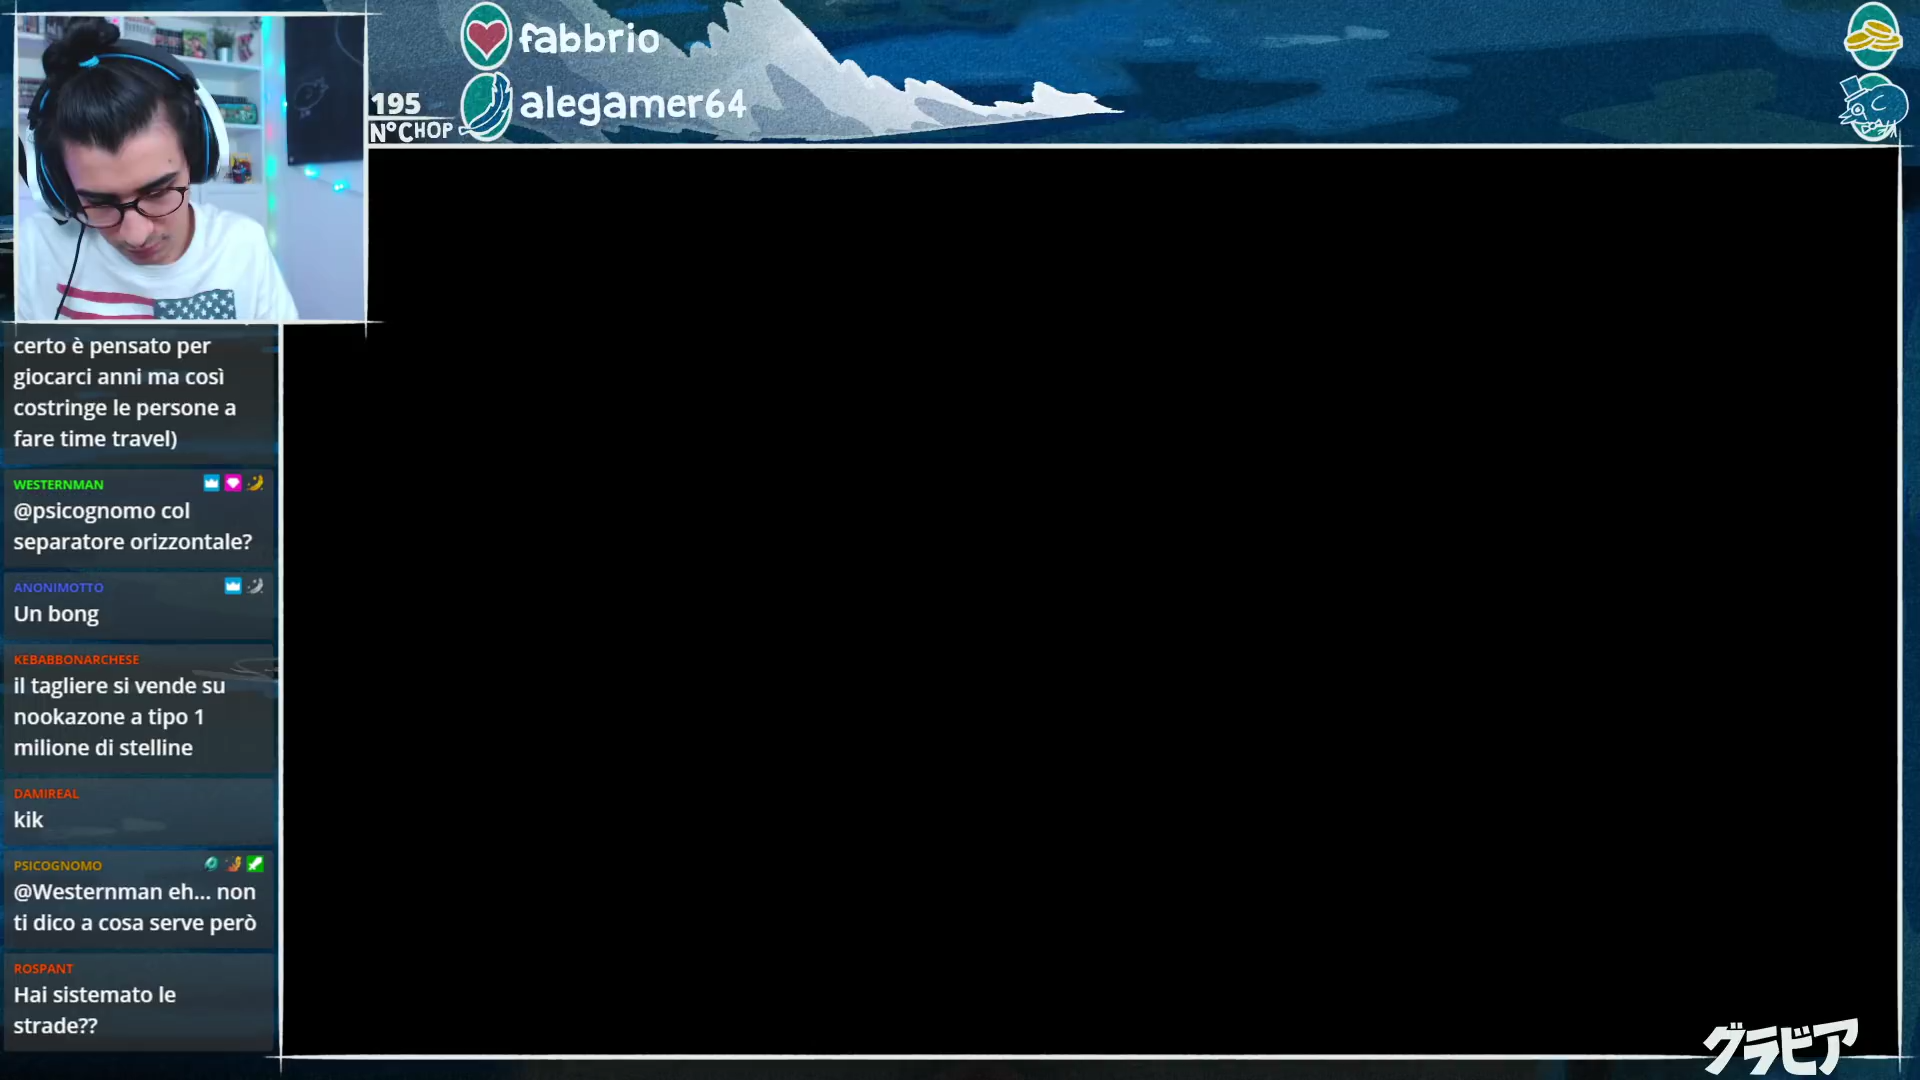 fabbrio
195
N°CHOP
alegamer64
certo è pensato per
giocarci anni ma così
costringe le persone a
fare time travel)
WESTERNMAN
@psicognomo col
separatore orizzontale?
ANONIMOTTO
Un bong
KEBABBONARCHESE
il tagliere si vende su
nookazone a tipo 1
milione di stelline
DAMIREAL
kik
PSICOGNOMO
@Westernman eh... non
ti dico a cosa serve però
ROSPANT
Hai sistemato le
strade??
グラビア